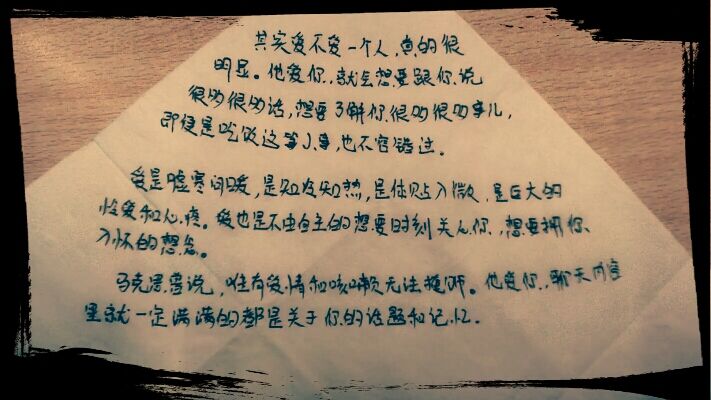 其实爱不爱一个人,真的很
明显。他爱你,就会想要跟你说
很多很多话,想要了解你很多很多事儿,
即使是吃饭这等小事,也不容错过。
爱是嘘寒问暖,是知冷知热,是体贴入微,是巨大的
怜爱和心疼。爱也是不由自主的想要时刻关心你,想要拥你
入怀的想念。
马克思曾说,唯有爱情和咳嗽无法掩饰。他爱你,聊天内容
里就一定满满的都是关于你的话题和记忆.